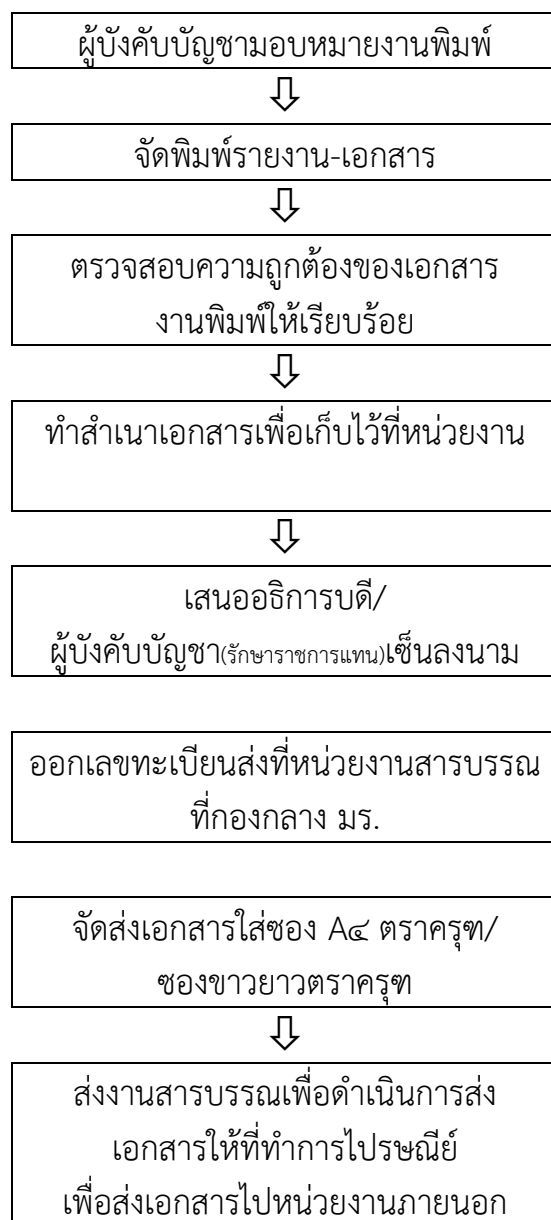 ผู้บังคับบัญชามอบหมายงานพิมพ์
จัดพิมพ์รายงาน-เอกสาร
ตรวจสอบความถูกต้องของเอกสาร
งานพิมพ์ให้เรียบร้อย
ทำสำเนาเอกสารเพื่อเก็บไว้ที่หน่วยงาน
เสนออธิการบดี/
ผู้บังคับบัญชา(รักษาราชการแทน)เซ็นลงนาม
ออกเลขทะเบียนส่งที่หน่วยงานสารบรรณ
ที่กองกลาง มร.
จัดส่งเอกสารใส่ซอง A๔ ตราครุฑ/
ซองขาวยาวตราครุฑ
ส่งงานสารบรรณเพื่อดำเนินการส่ง
เอกสารให้ที่ทำการไปรษณีย์
เพื่อส่งเอกสารไปหน่วยงานภายนอก